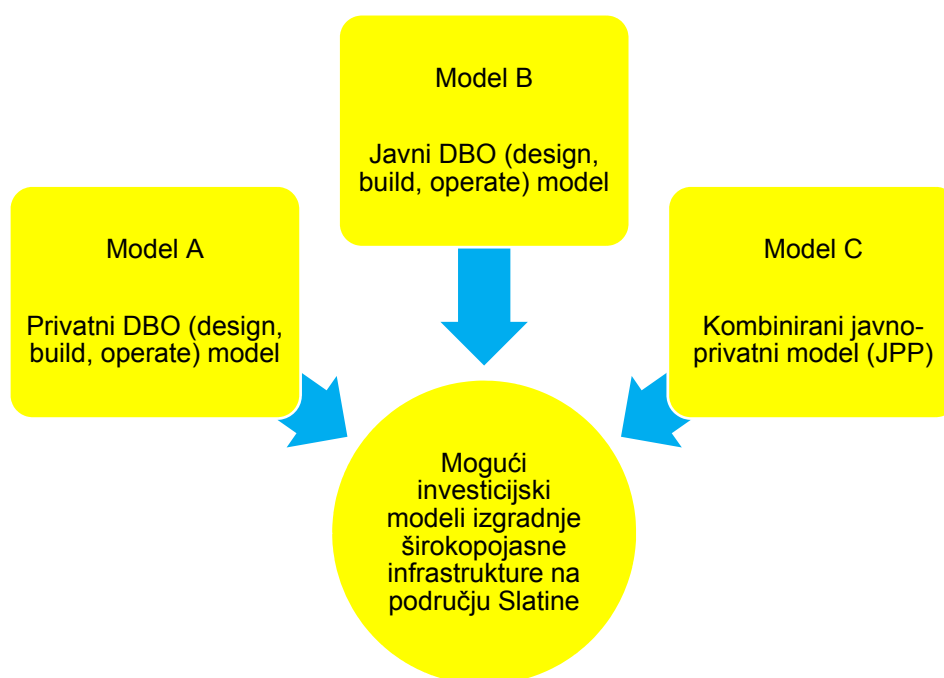 Model A
Privatni DBO (design,
build, operate) model
Model B
Javni DBO (design,
build, operate) model
Model C
Kombinirani javno-
privatni model (JPP)
Mogući
investicijski
modeli izgradnje
širokopojasne
infrastrukture na
području Slatine